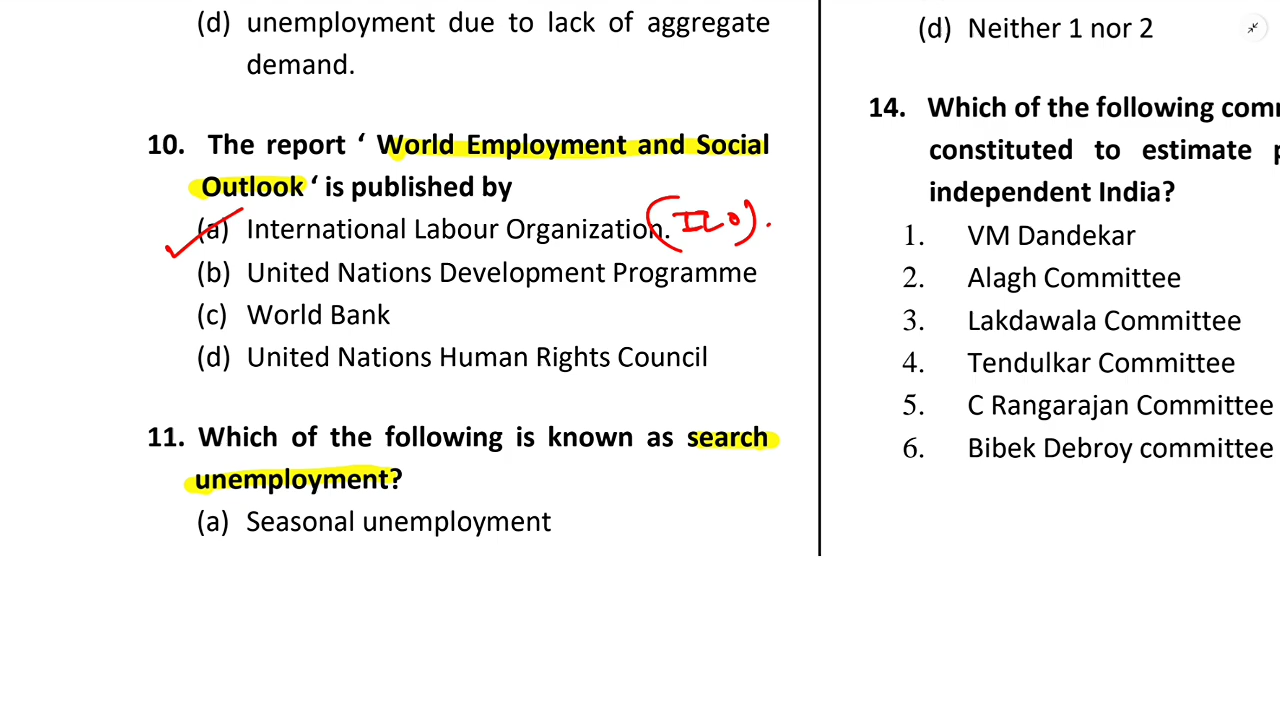 (d) unemployment due to lack of aggregate
demand.
10. The report ‘ World Employment and Social
Outlook ‘ is published by
(a) International Labour Organization. (ILO).
(b) United Nations Development Programme
(c) World Bank
(d) United Nations Human Rights Council
11. Which of the following is known as search
unemployment?
(a) Seasonal unemployment
(d) Neither 1 nor 2
14. Which of the following com
constituted to estimate p
independent India?
1. VM Dandekar
2. Alagh Committee
3. Lakdawala Committee
4. Tendulkar Committee
5. C Rangarajan Committee
6. Bibek Debroy committee